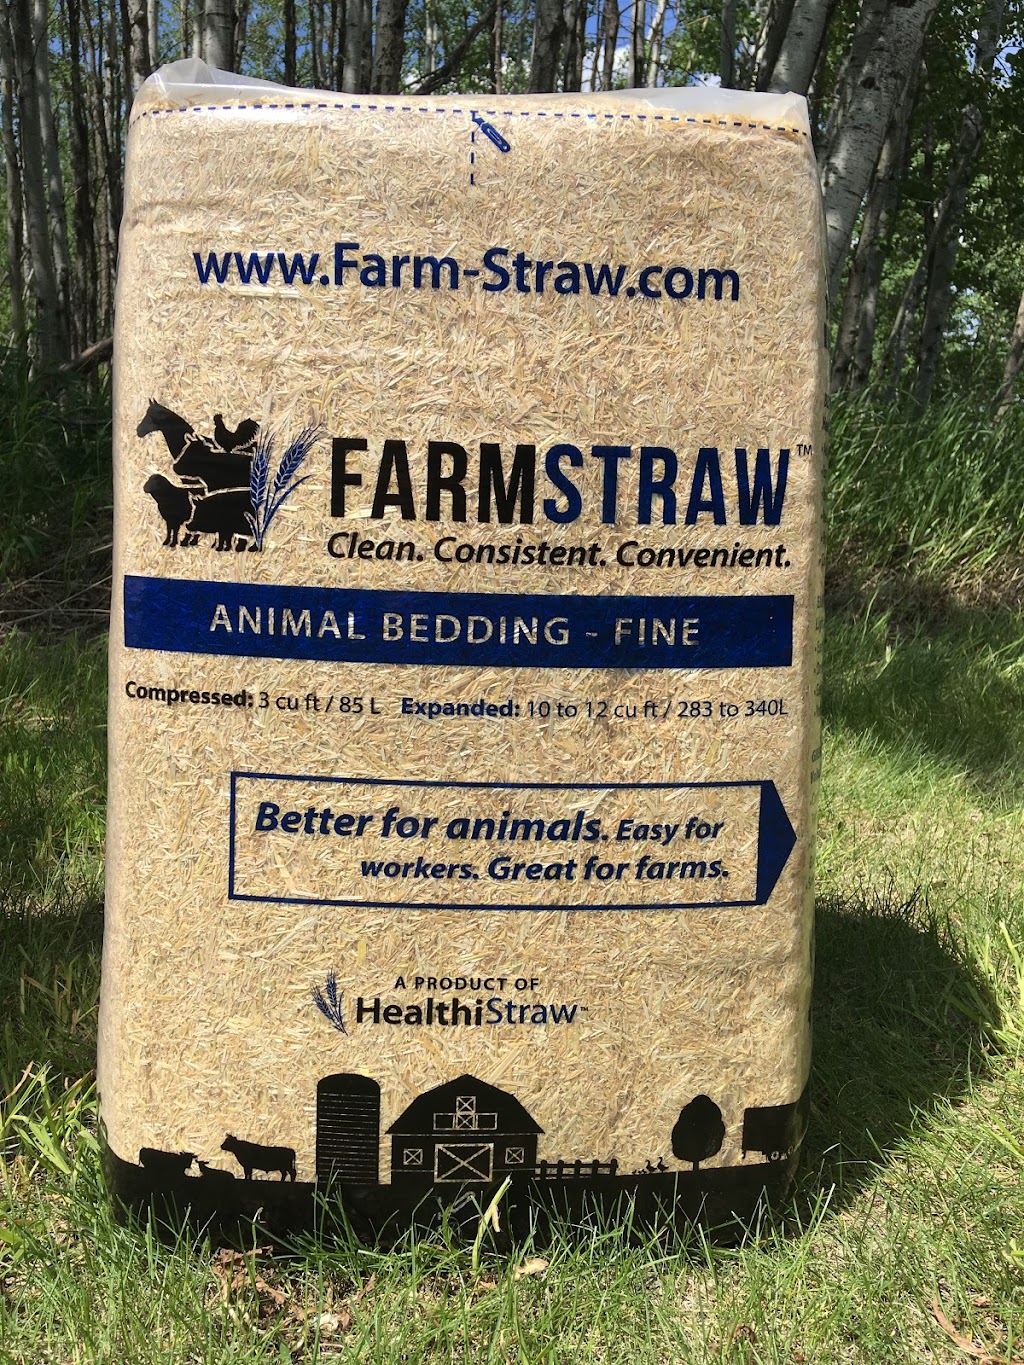 www.Farm-Straw.com
FARMSTRAW™
Clean. Consistent. Convenient.
ANIMAL BEDDING - FINE
Compressed: 3 cu ft / 85 L Expanded: 10 to 12 cu ft / 283 to 340L
Better for animals. Easy for
workers. Great for farms.
A PRODUCT OF
HealthiStraw™